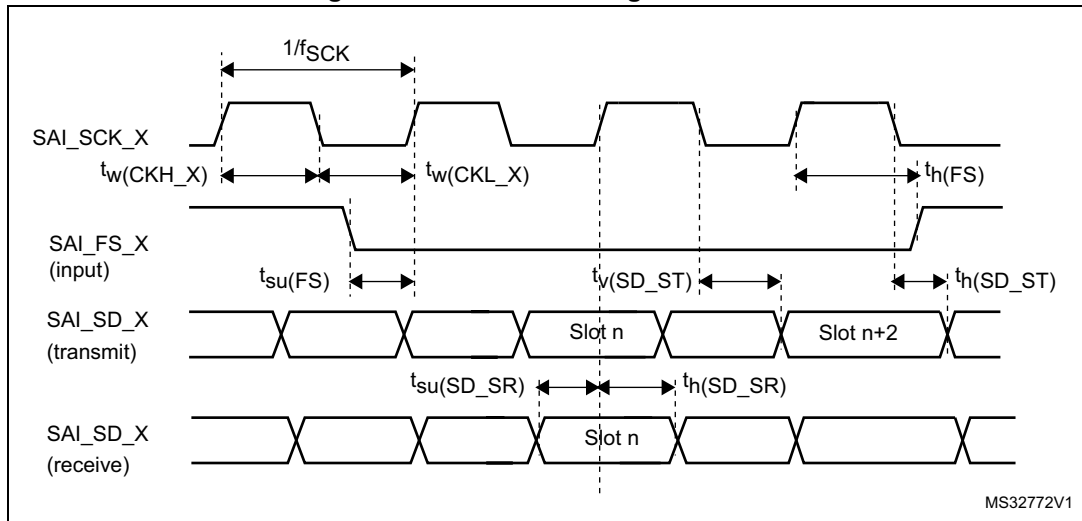 1/fSCK
SAI_SCK_X
tw(CKH_X)
tw(CKL_X)
th(FS)
SAI_FS_X
(input)
tsu(FS)
tv(SD_ST)
th(SD_ST)
SAI_SD_X
(transmit)
Slot n
Slot n+2
tsu(SD_SR)
th(SD_SR)
SAI_SD_X
(receive)
Slot n
MS32772V1